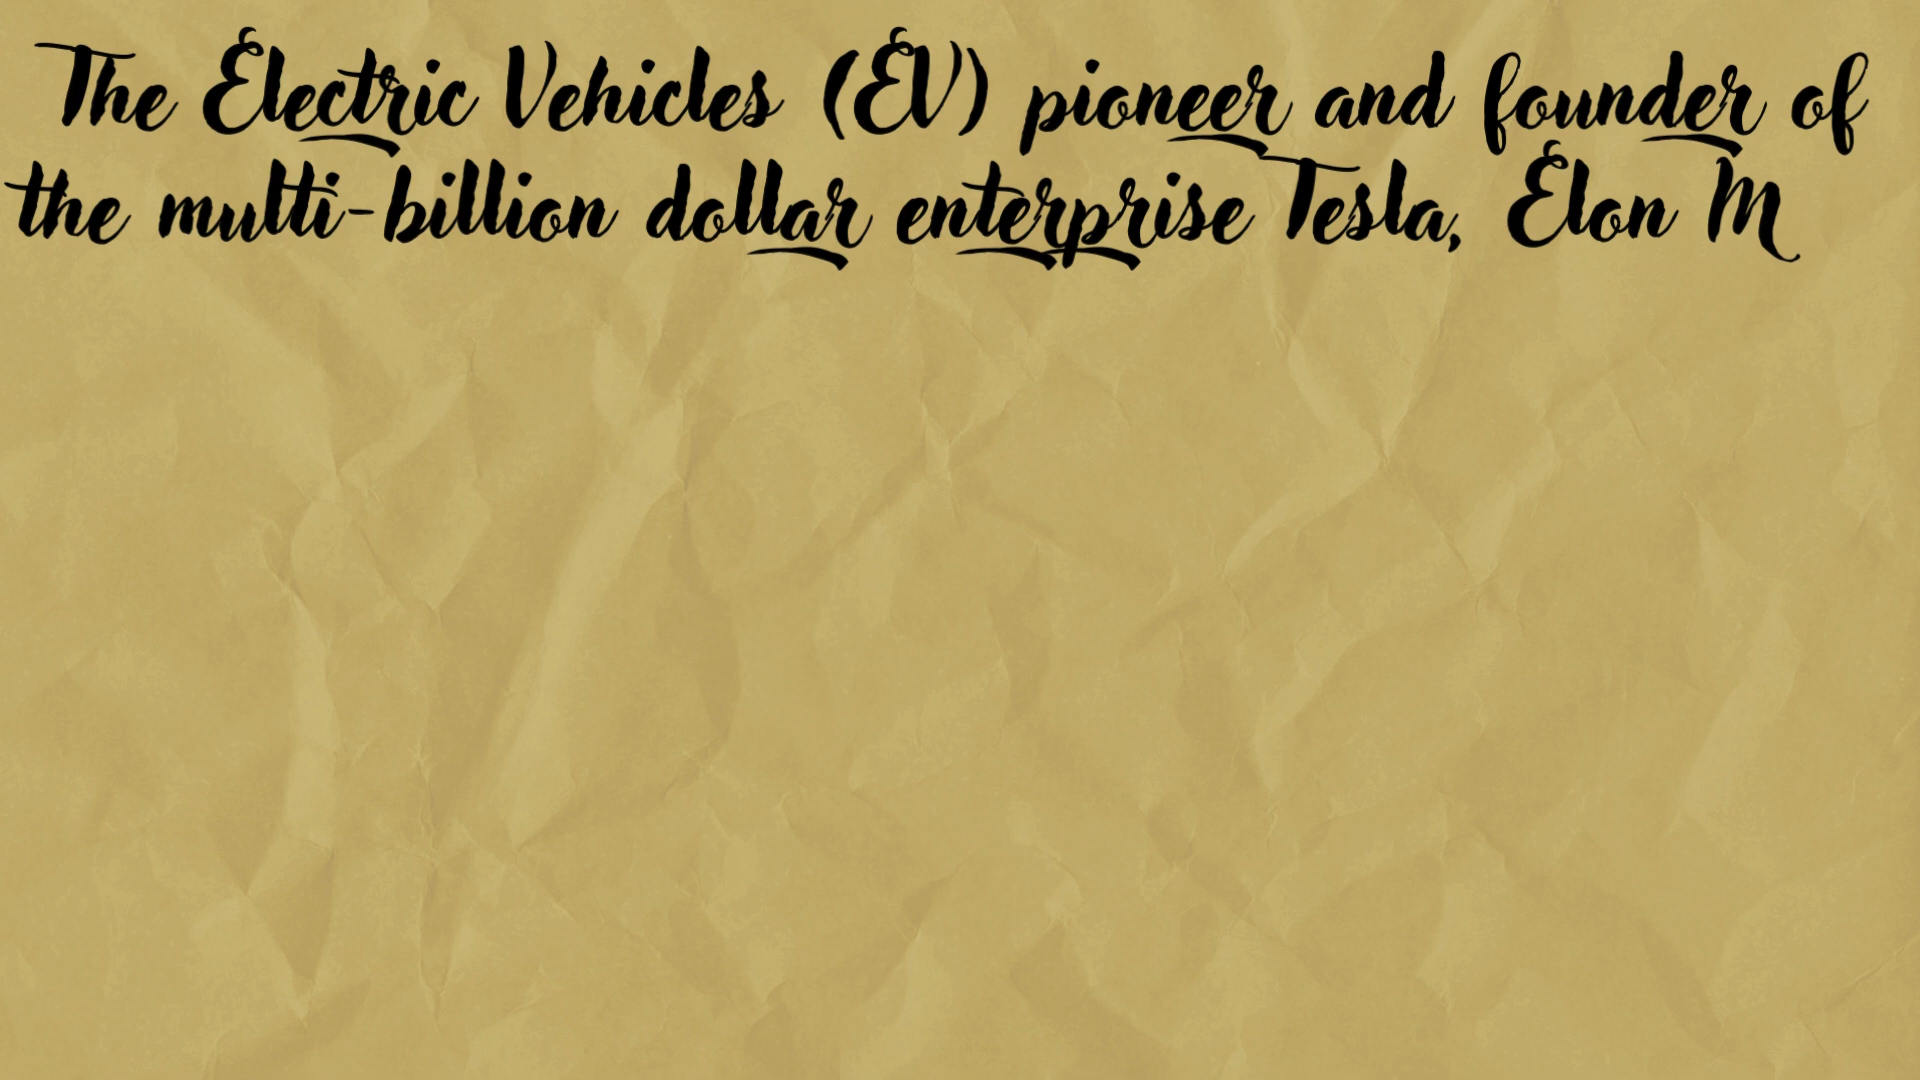 The Electric Vehicles (EV) pioneer and founder of
the multi-billion dollar enterprise Tesla, Elon M